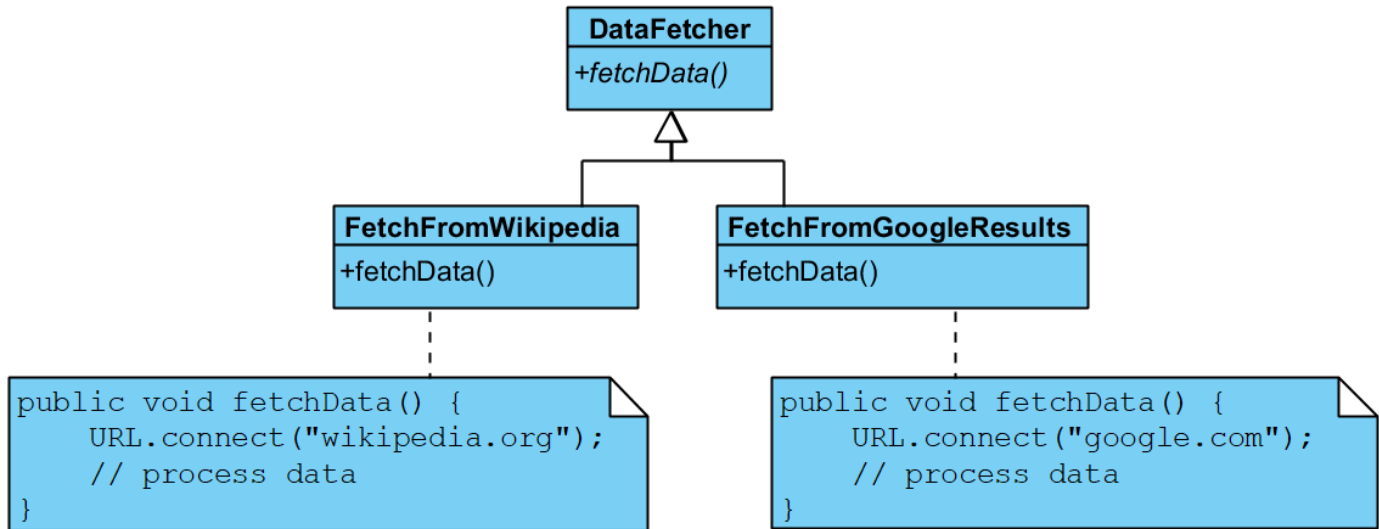 DataFetcher
+fetchData()
FetchFromWikipedia
+fetchData()
FetchFromGoogleResults
+fetchData()
public void fetchData() {
    URL.connect("wikipedia.org");
    // process data
}
public void fetchData() {
    URL.connect("google.com");
    // process data
}